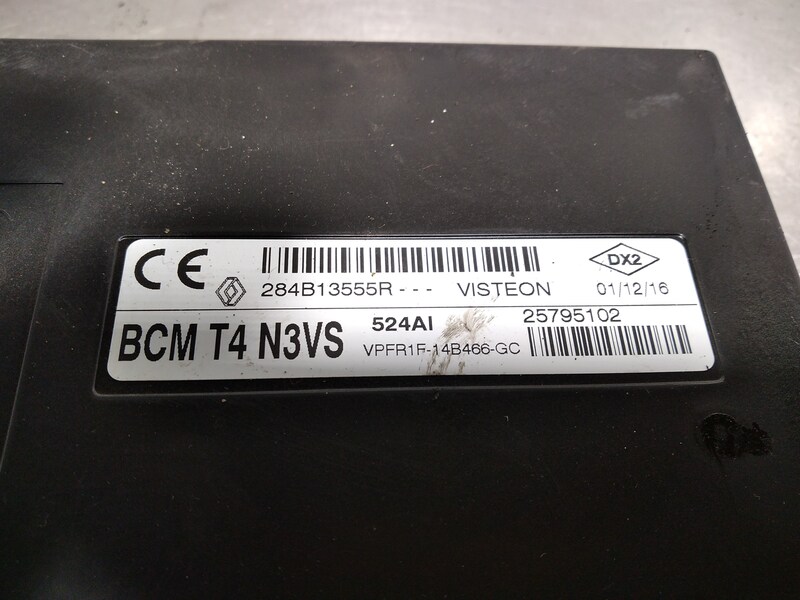 CE 284B13555R--- VISTEON 01/12/16
DX2
BCM T4 N3VS
524AI 25795102
VPFR1F-14B466-GC